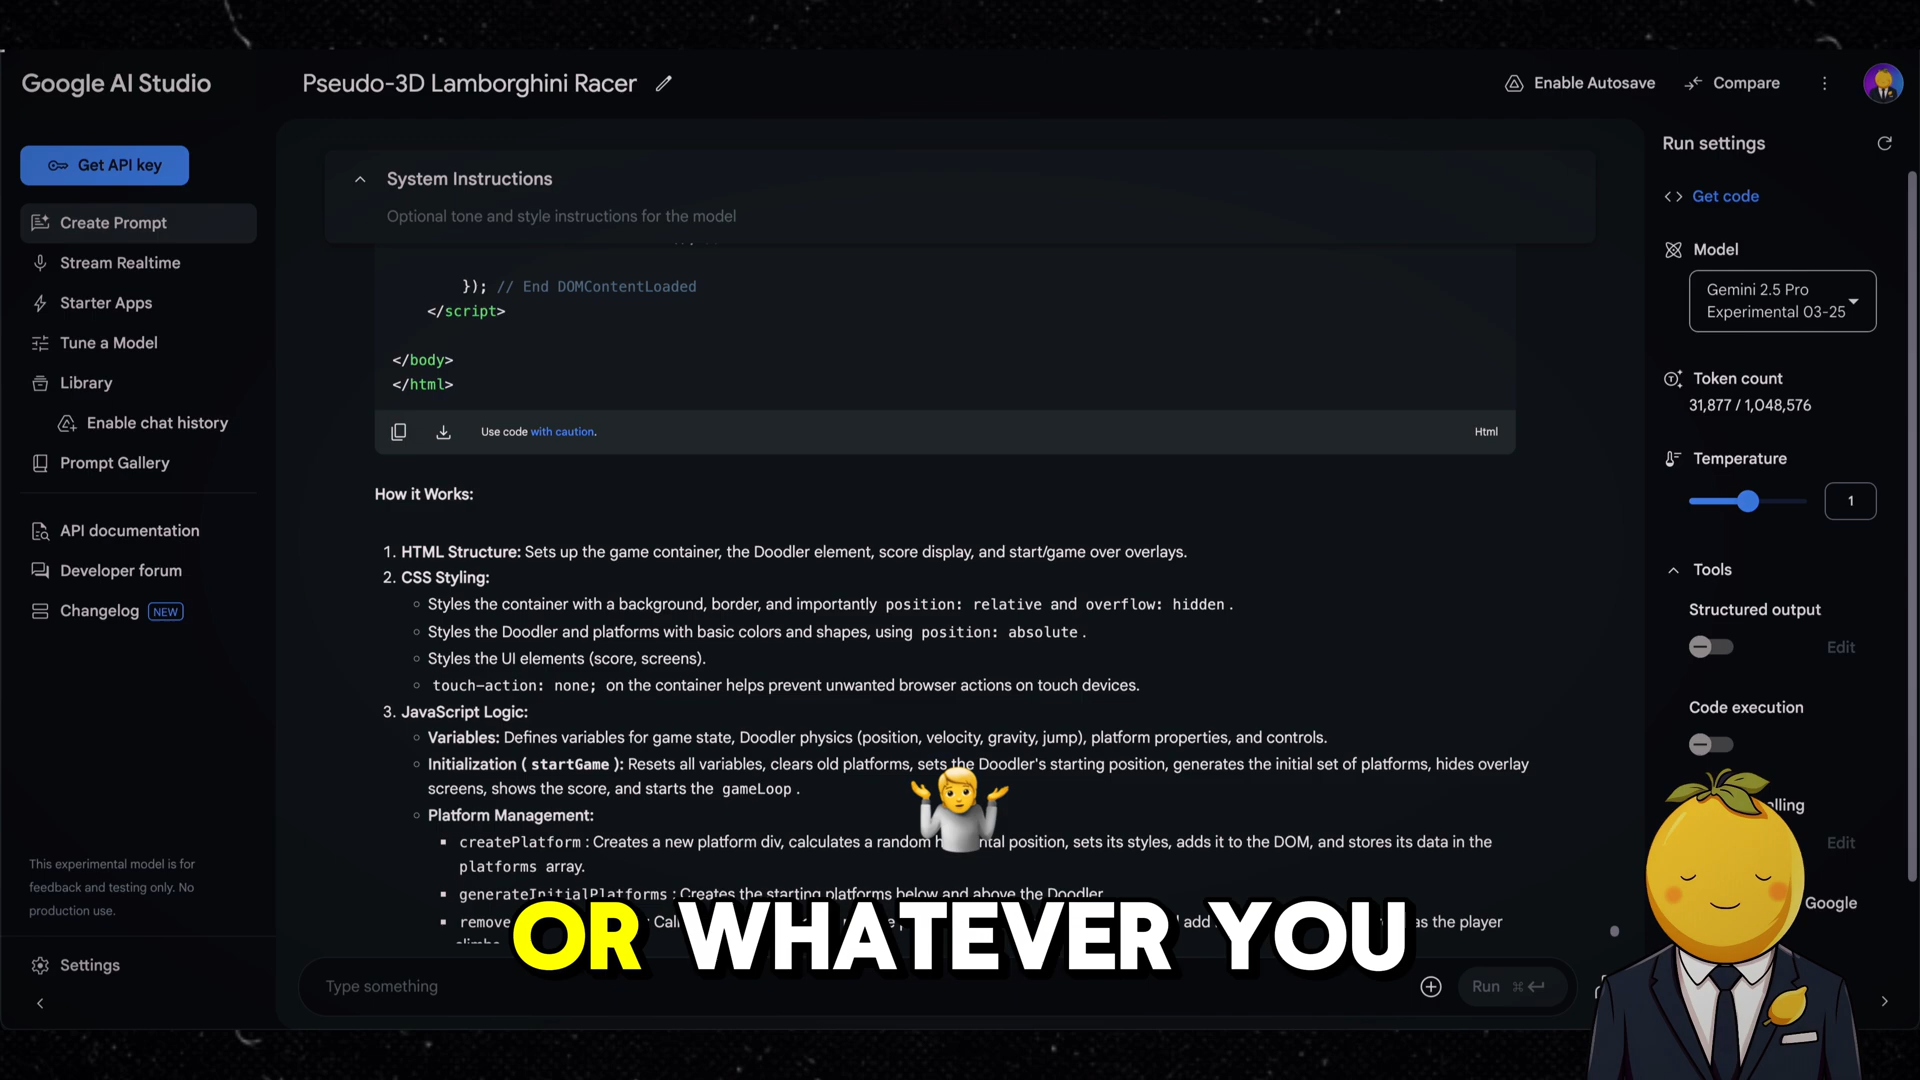 Google AI Studio
Pseudo-3D Lamborghini Racer
Enable Autosave
Compare
Get API key
Create Prompt
Stream Realtime
Starter Apps
Tune a Model
Library
Enable chat history
Prompt Gallery
API documentation
Developer forum
Changelog NEW
This experimental model is for
feedback and testing only. No
production use.
Settings
System Instructions
Optional tone and style instructions for the model
}); // End DOMContentLoaded
</script>
</body>
</html>
Use code with caution.
Html
How it Works:
1. HTML Structure: Sets up the game container, the Doodler element, score display, and start/game over overlays.
2. CSS Styling:
Styles the container with a background, border, and importantly position: relative and overflow: hidden .
Styles the Doodler and platforms with basic colors and shapes, using position: absolute .
Styles the UI elements (score, screens).
touch-action: none; on the container helps prevent unwanted browser actions on touch devices.
3. JavaScript Logic:
Variables: Defines variables for game state, Doodler physics (position, velocity, gravity, jump), platform properties, and controls.
Initialization ( startGame ): Resets all variables, clears old platforms, sets the Doodler's starting position, generates the initial set of platforms, hides overlay
screens, shows the score, and starts the gameLoop .
Platform Management:
createPlatform : Creates a new platform div, calculates a random position, sets its styles, adds it to the DOM, and stores its data in the
platforms array.
generateInitialPlatforms : Creates the starting platforms below and above the Doodler.
as the player
OR WHATEVER YOU
Type something
Run
Run settings
Get code
Model
Gemini 2.5 Pro
Experimental 03-25
Token count
31,877 / 1,048,576
Temperature
1
Tools
Structured output
Edit
Code execution
Edit
Google